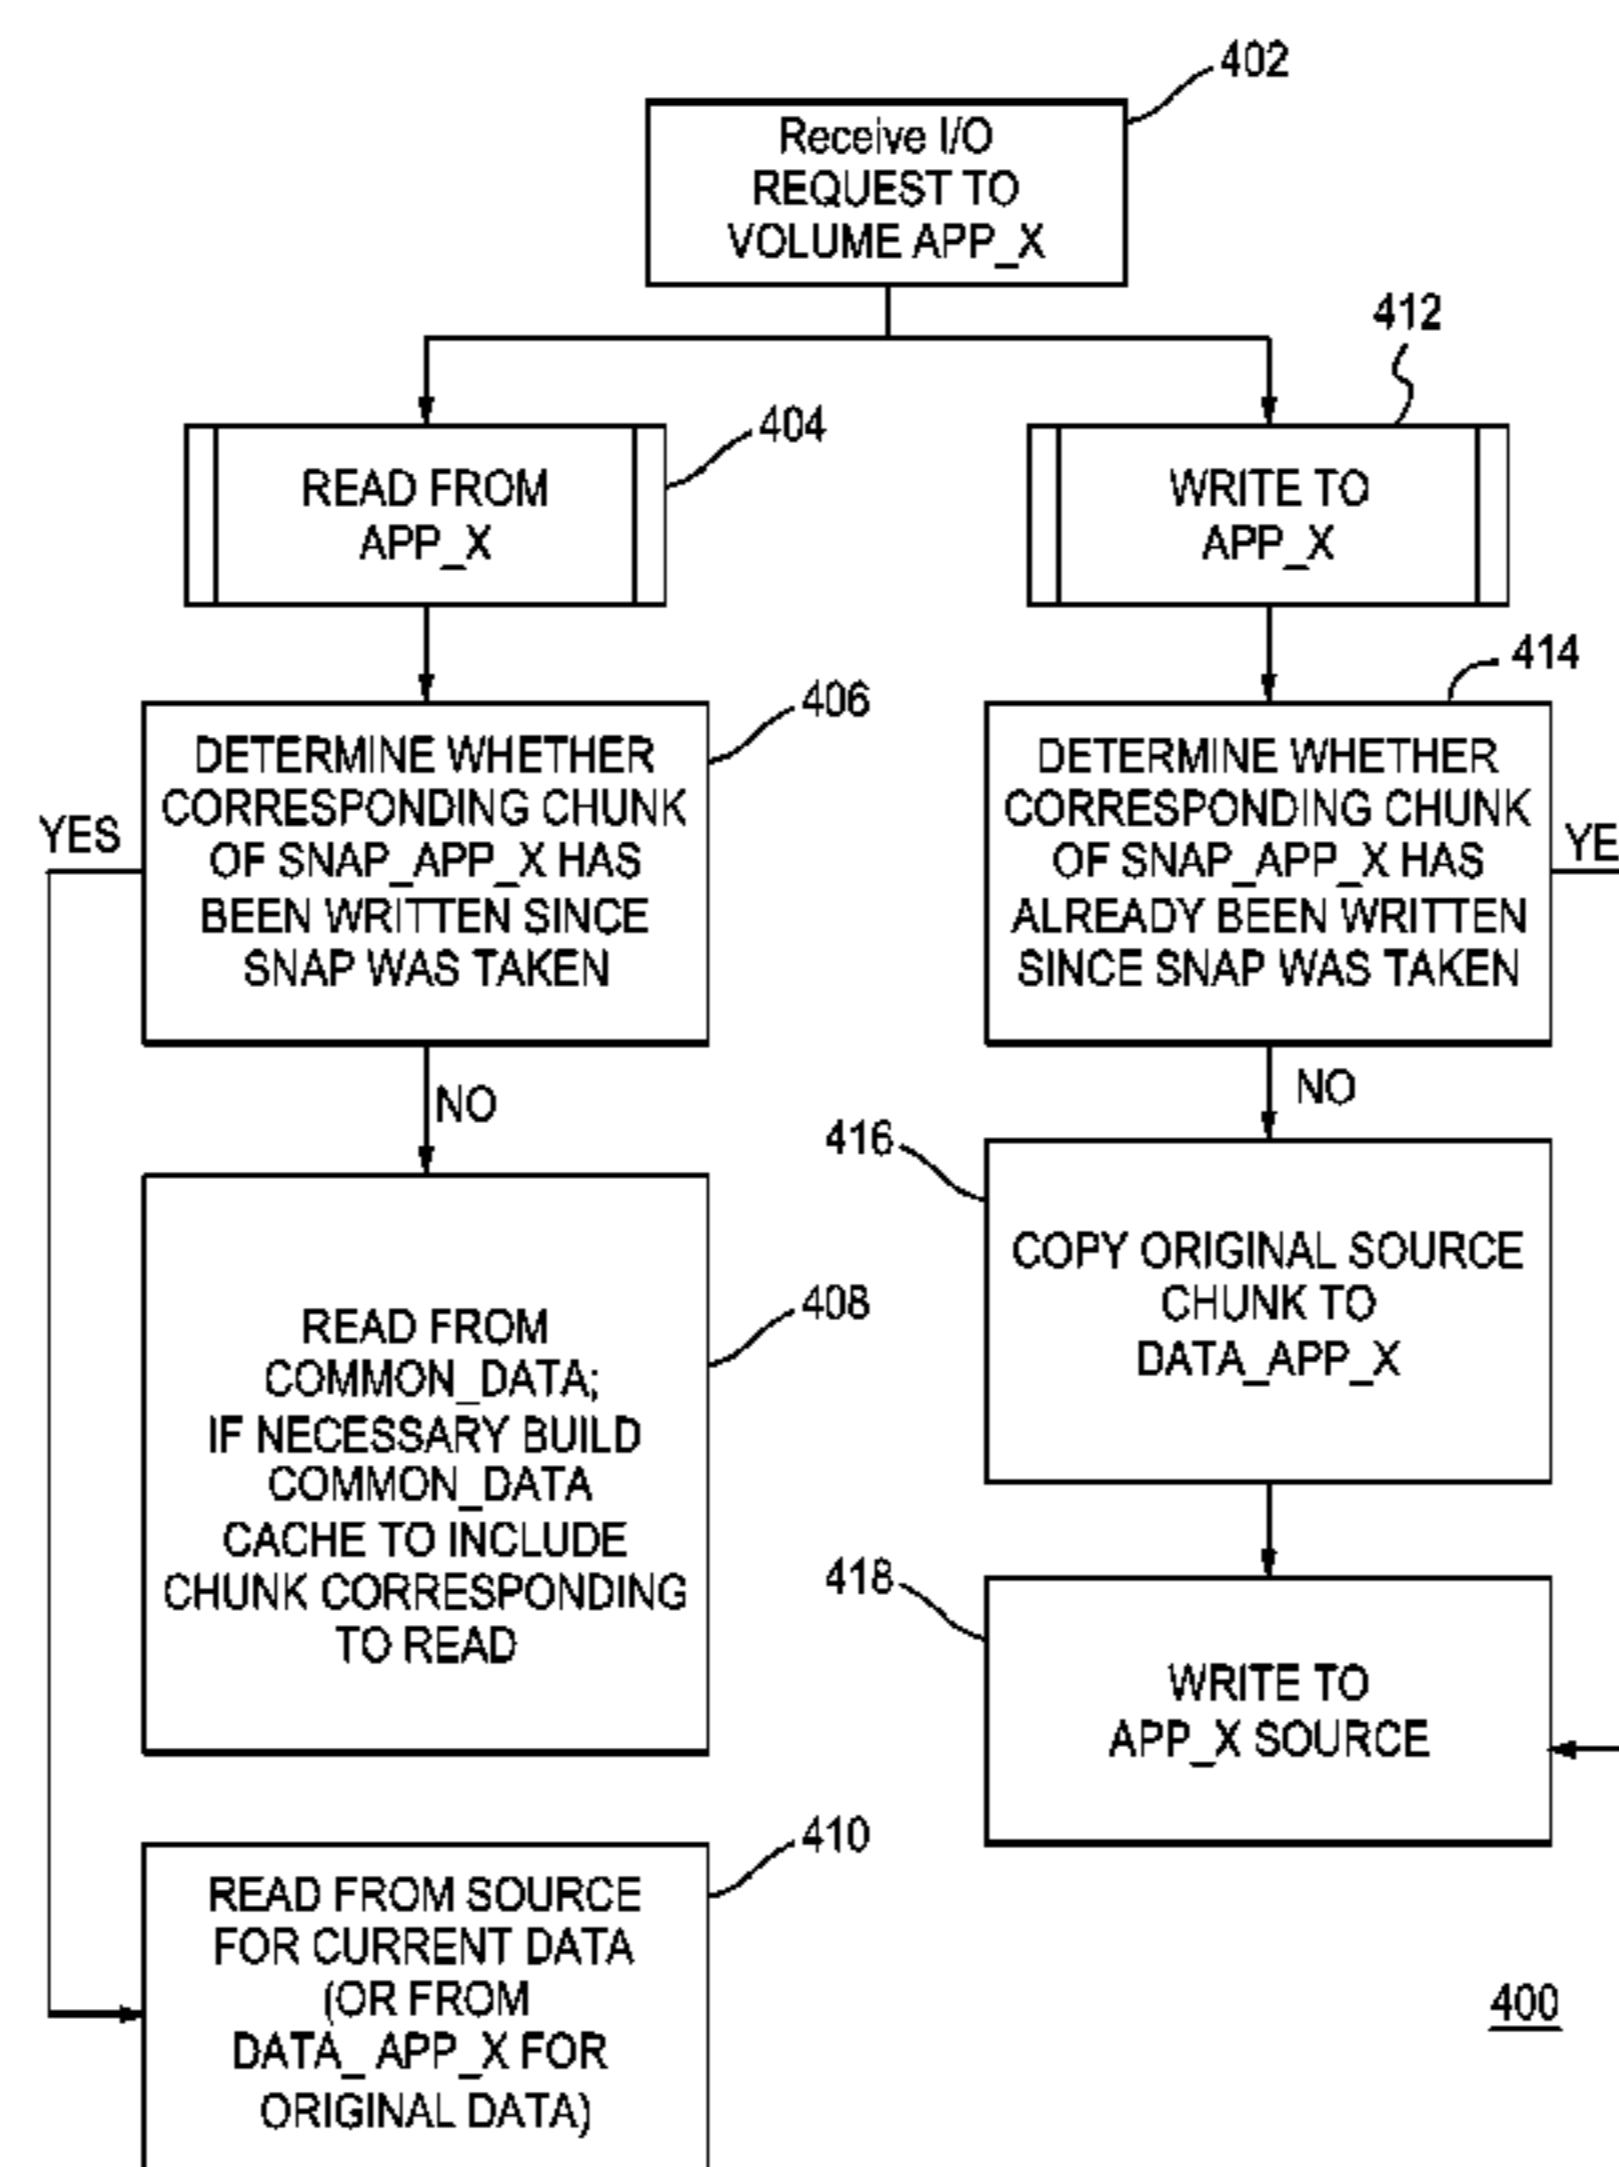 402
Receive I/O
REQUEST TO
VOLUME APP_X
412
404
READ FROM
APP_X
WRITE TO
APP_X
414
406
DETERMINE WHETHER
CORRESPONDING CHUNK
OF SNAP_APP_X HAS
BEEN WRITTEN SINCE
SNAP WAS TAKEN
YES
DETERMINE WHETHER
CORRESPONDING CHUNK
OF SNAP_APP_X HAS
ALREADY BEEN WRITTEN
SINCE SNAP WAS TAKEN
YE
NO
NO
416
COPY ORIGINAL SOURCE
CHUNK TO
DATA_APP_X
408
READ FROM
COMMON_DATA;
IF NECESSARY BUILD
COMMON_DATA
CACHE TO INCLUDE
CHUNK CORRESPONDING
TO READ
418
WRITE TO
APP_X SOURCE
410
READ FROM SOURCE
FOR CURRENT DATA
(OR FROM
DATA_ APP_X FOR
ORIGINAL DATA)
400